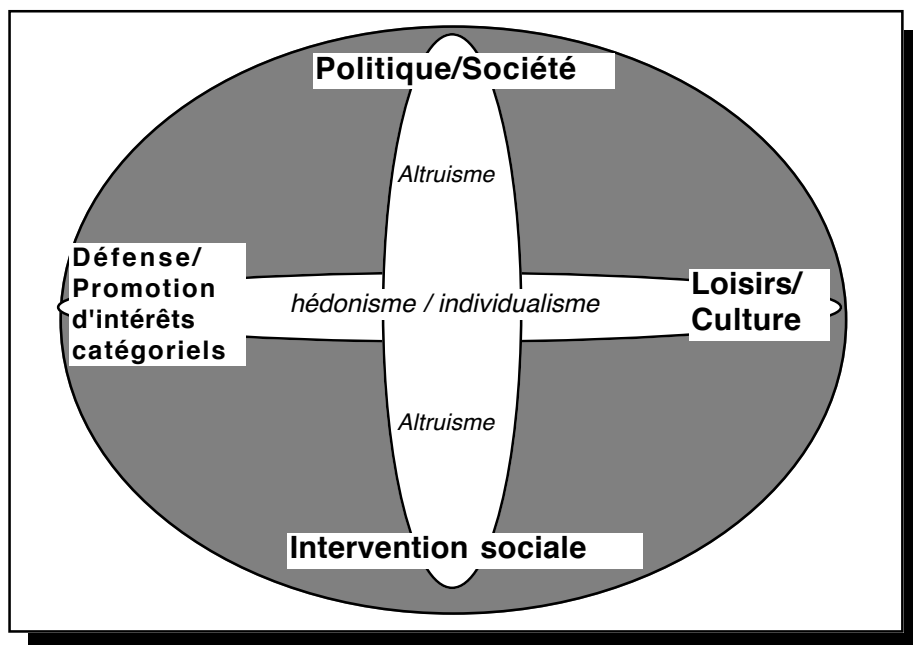 Politique/Société
Altruisme
Défense/
Promotion
d'intérêts
catégoriels
hédonisme / individualisme
Loisirs/
Culture
Altruisme
Intervention sociale